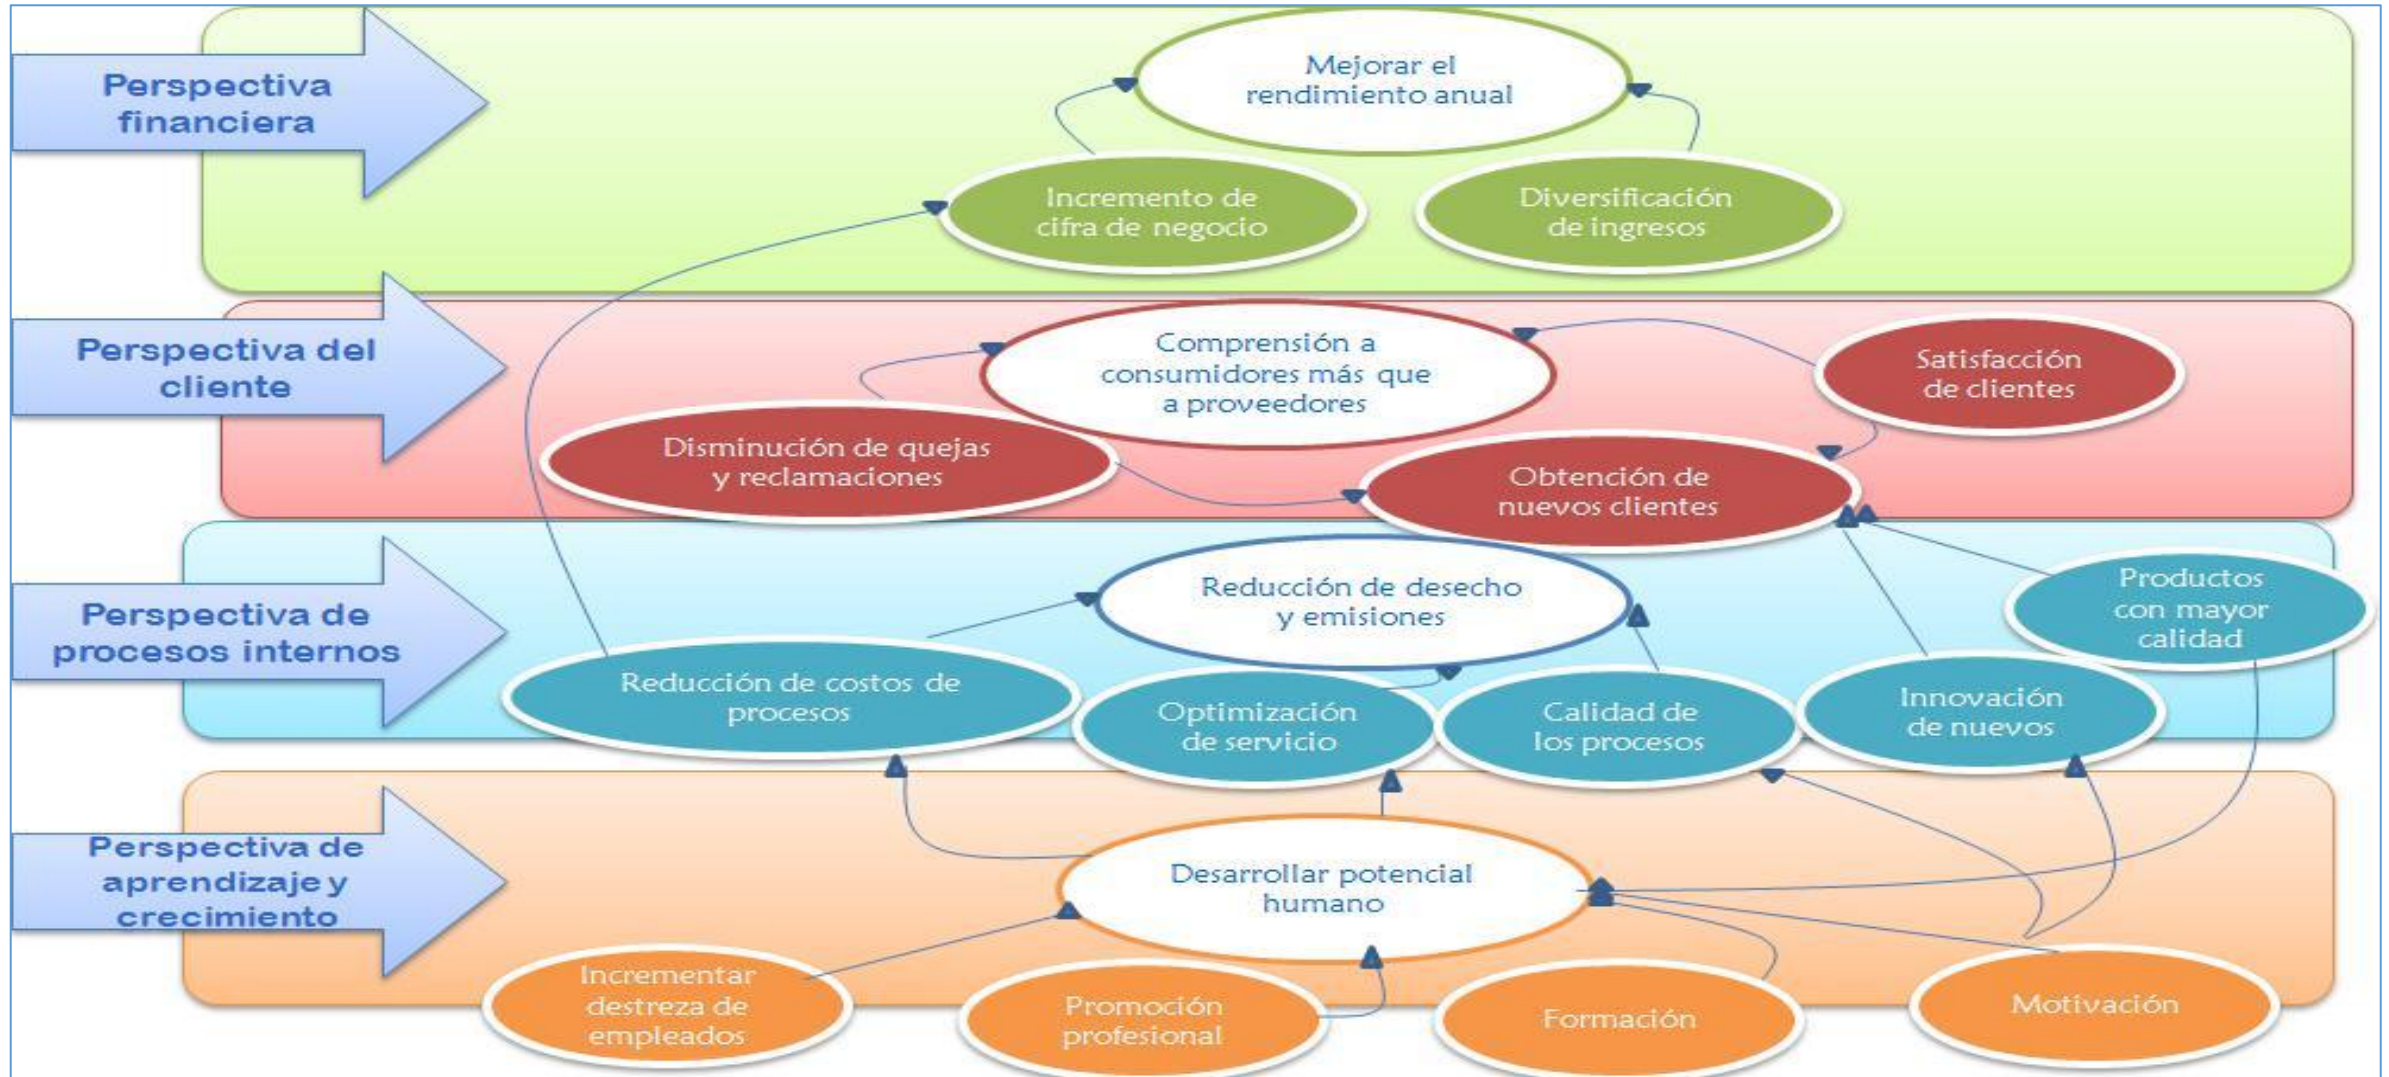 Perspectiva
financiera
Mejorar el
rendimiento anual
Incremento de
cifra de negocio
Diversificación
de ingresos
Perspectiva del
cliente
Comprensión a
consumidores más que
a proveedores
Satisfacción
de clientes
Disminución de quejas
y reclamaciones
Obtención de
nuevos clientes
Perspectiva de
procesos internos
Reducción de desecho
y emisiones
Productos
con mayor
calidad
Reducción de costos de
procesos
Optimización
de servicio
Calidad de
los procesos
Innovación
de nuevos
Perspectiva de
aprendizaje y
crecimiento
Desarrollar potencial
humano
Incrementar
destreza de
empleados
Promoción
profesional
Formación
Motivación